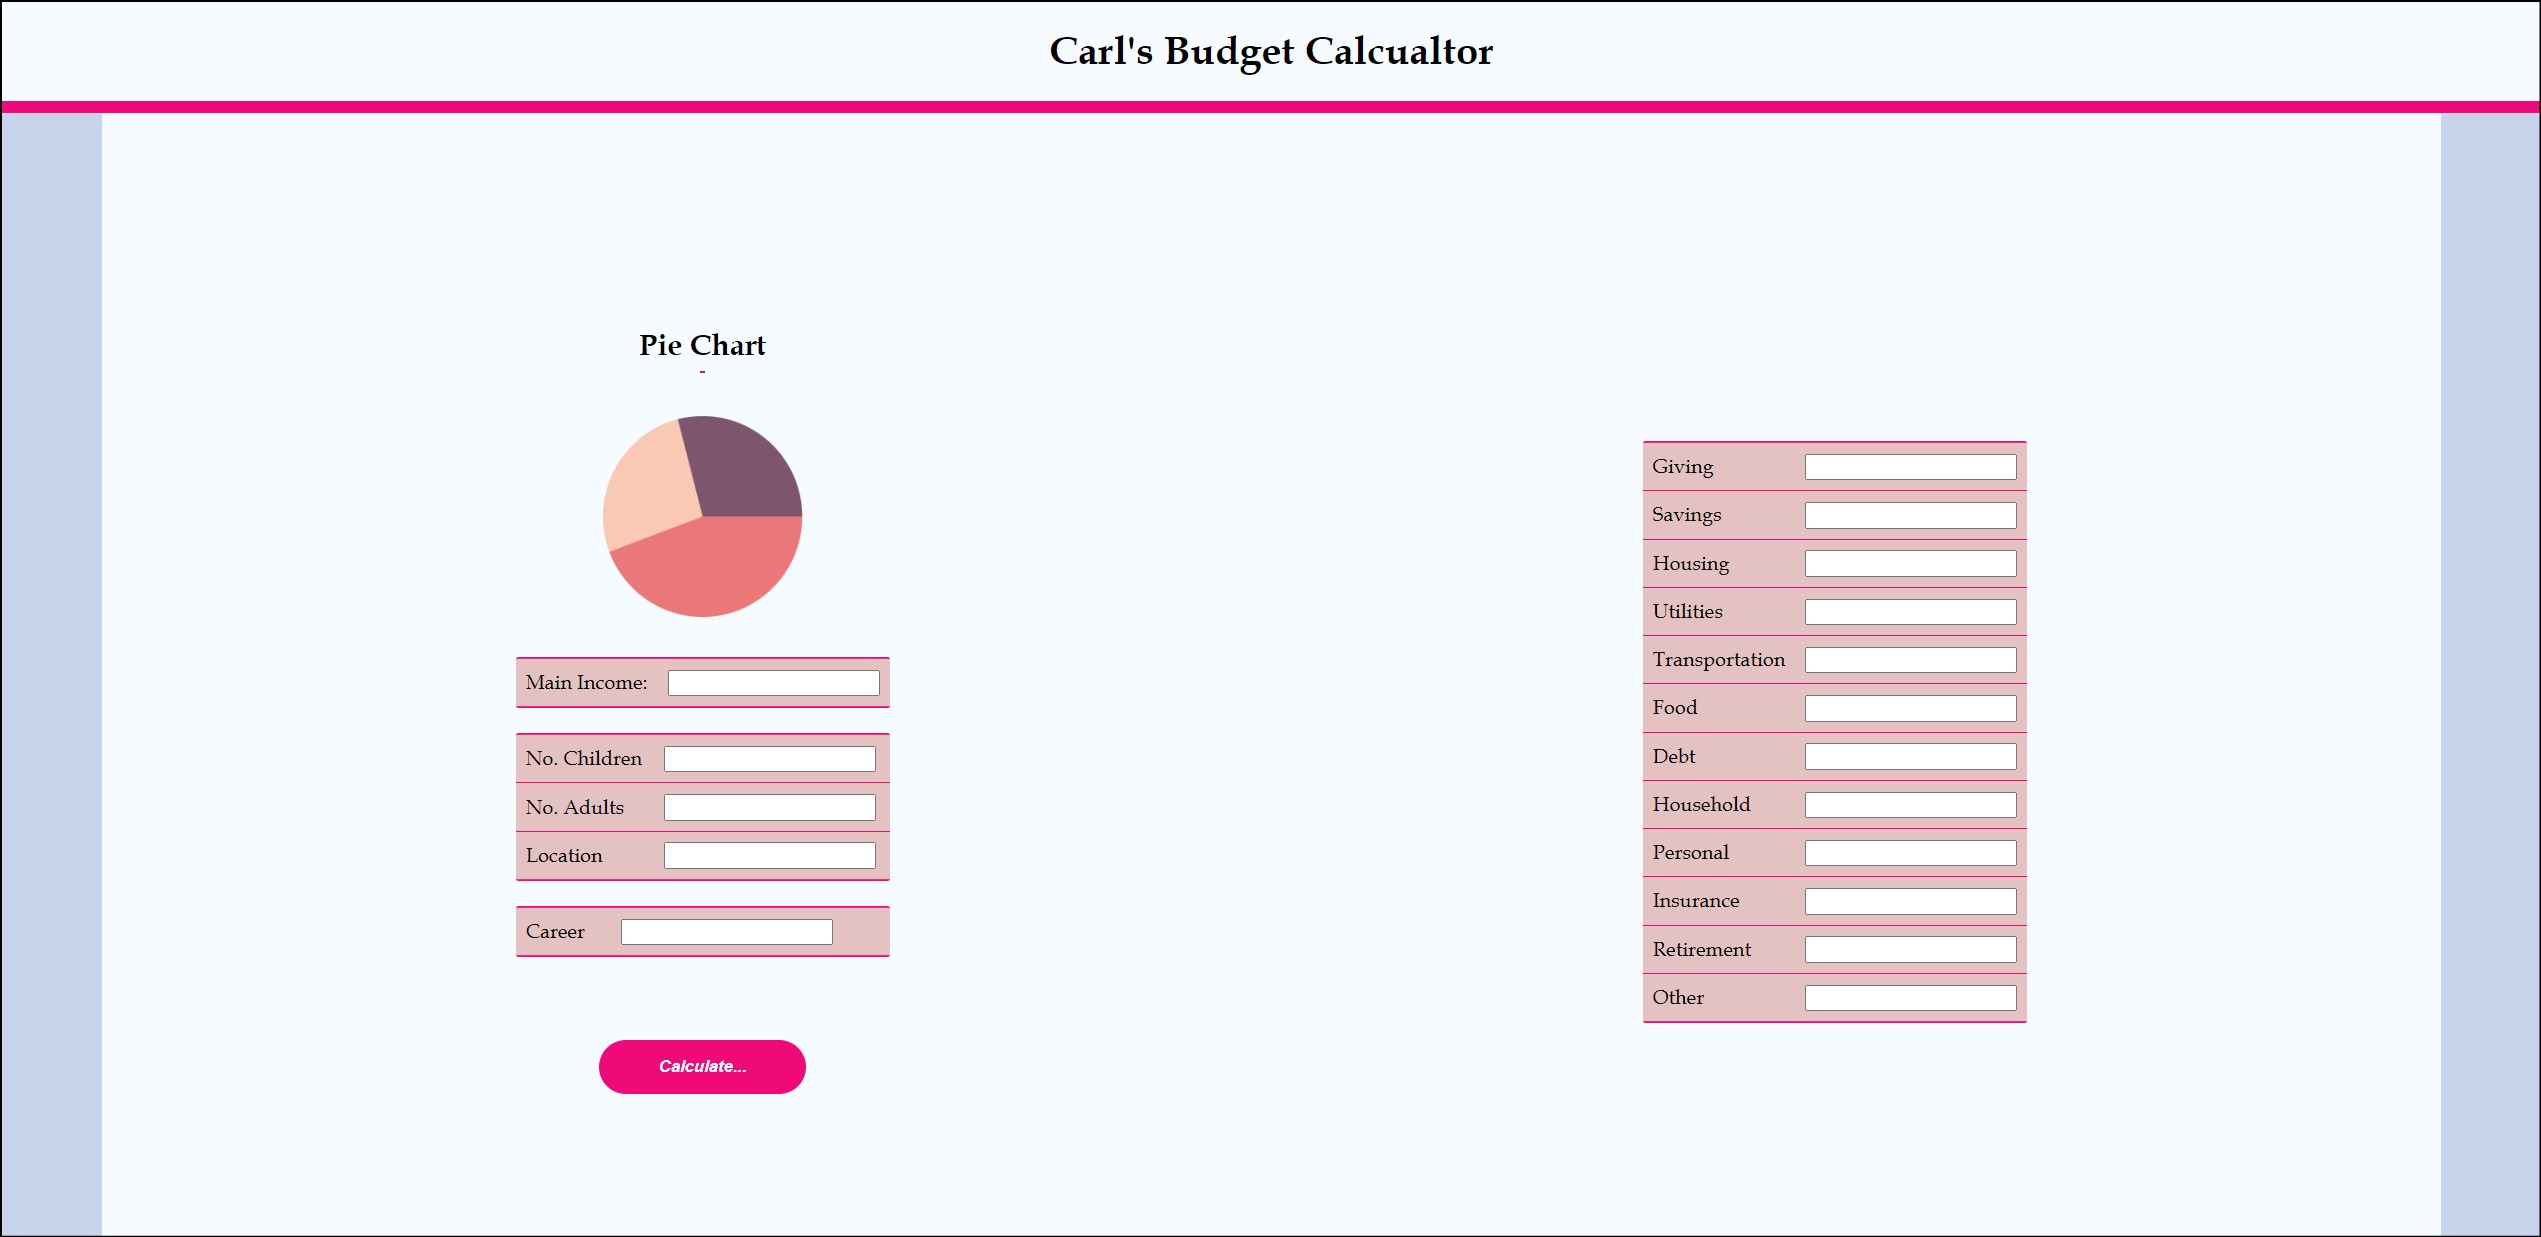 Carl's Budget Calcualtor
Pie Chart
-
Main Income:
No. Children
No. Adults
Location
Career
Calculate...
Giving
Savings
Housing
Utilities
Transportation
Food
Debt
Household
Personal
Insurance
Retirement
Other